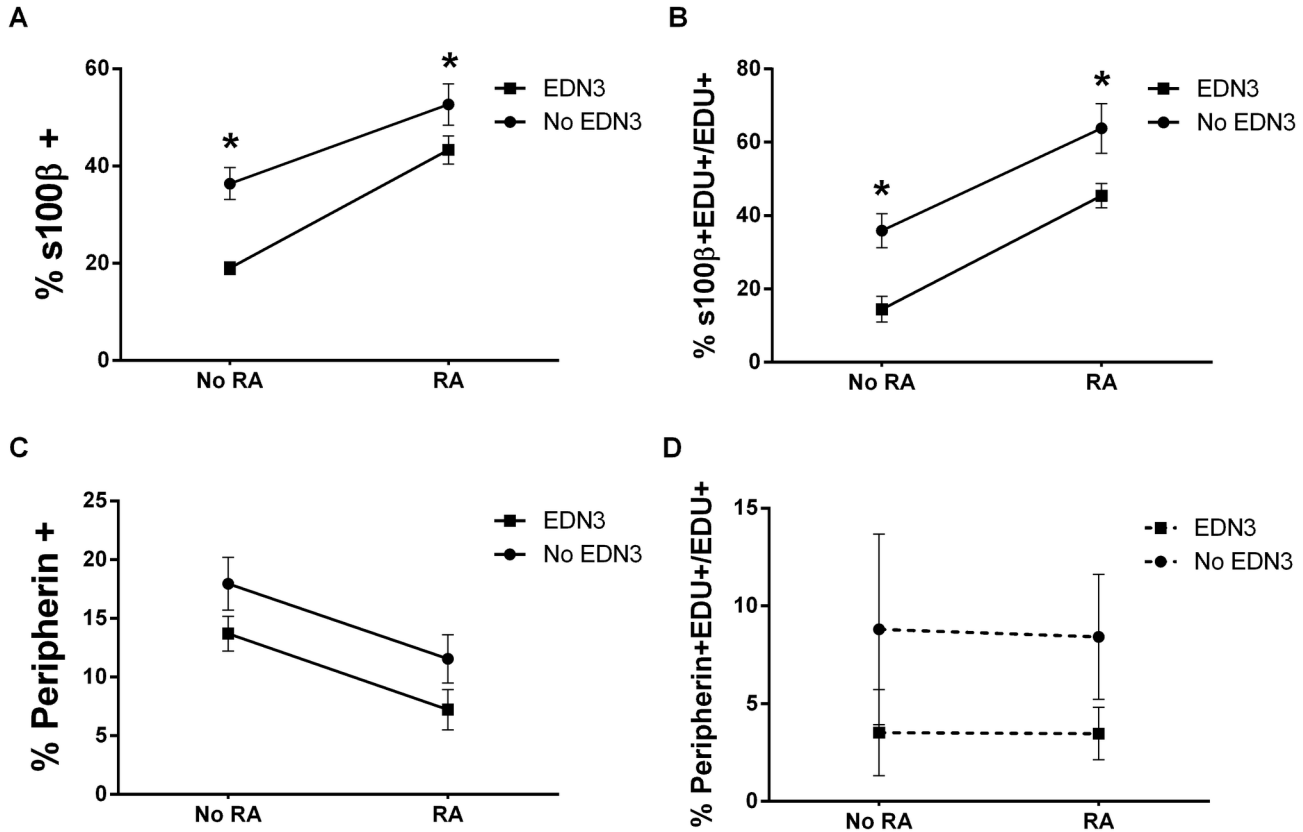 A
% s100β +
60
40
20
0
*
*
EDN3
No EDN3
No RA
RA
B
% s100β+EDU+/EDU+
80
60
40
20
0
*
*
EDN3
No EDN3
No RA
RA
C
% Peripherin +
25
20
15
10
5
0
EDN3
No EDN3
No RA
RA
D
% Peripherin+EDU+/EDU+
15
10
5
0
EDN3
No EDN3
No RA
RA